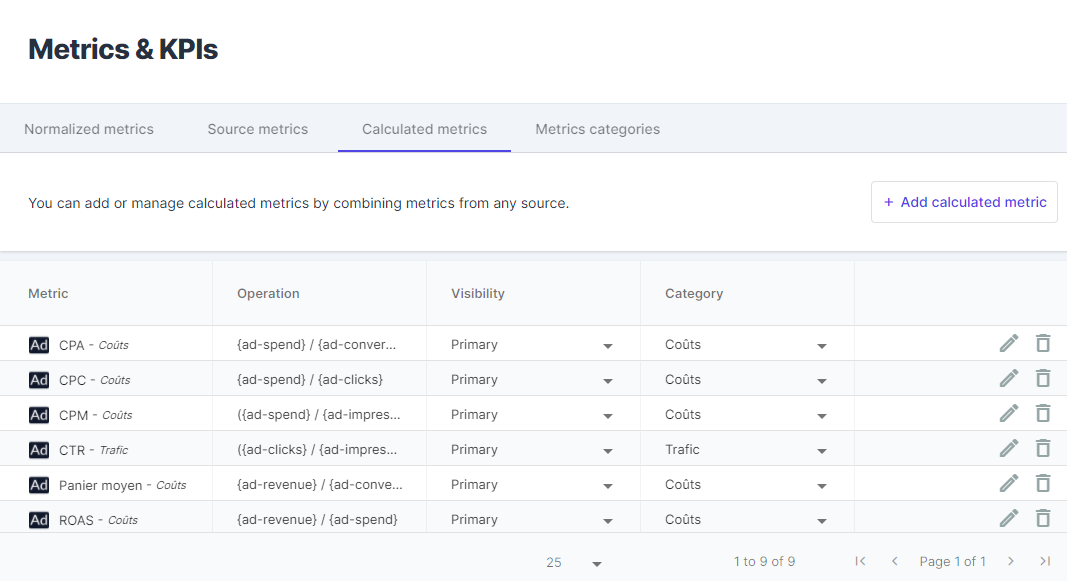 Metrics & KPIs
Normalized metrics Source metrics Calculated metrics Metrics categories
You can add or manage calculated metrics by combining metrics from any source.
+ Add calculated metric
Metric Operation Visibility Category
Ad CPA - Coûts {ad-spend} / {ad-conver... Primary Coûts
Ad CPC - Coûts {ad-spend} / {ad-clicks} Primary Coûts
Ad CPM - Coûts ({ad-spend} / {ad-impres... Primary Coûts
Ad CTR - Trafic ({ad-clicks} / {ad-impres... Primary Trafic
Ad Panier moyen - Coûts {ad-revenue} / {ad-conve... Primary Coûts
Ad ROAS - Coûts {ad-revenue} / {ad-spend} Primary Coûts
25 1 to 9 of 9 Page 1 of 1